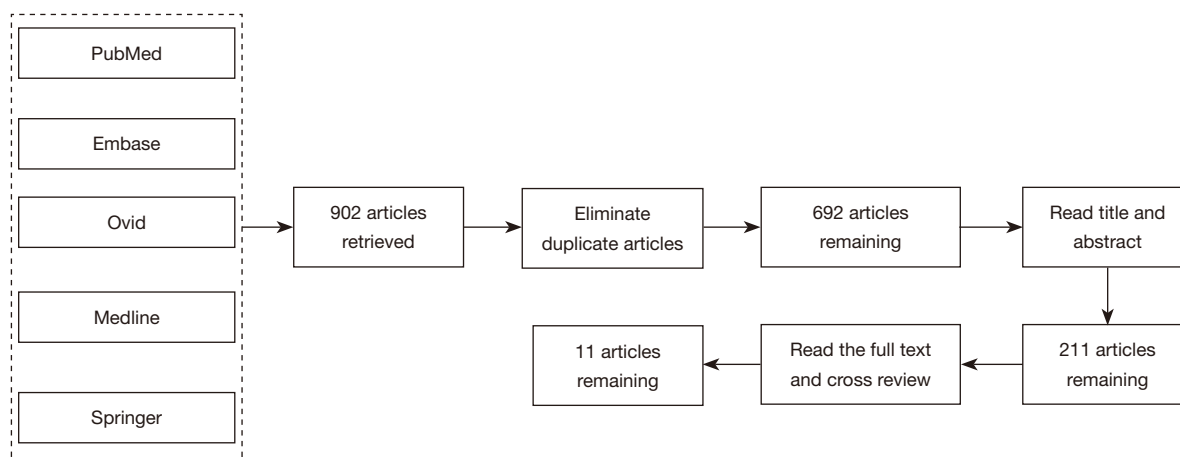 PubMed
Embase
Ovid
Medline
Springer
902 articles
retrieved
Eliminate
duplicate articles
692 articles
remaining
Read title and
abstract
211 articles
remaining
Read the full text
and cross review
11 articles
remaining